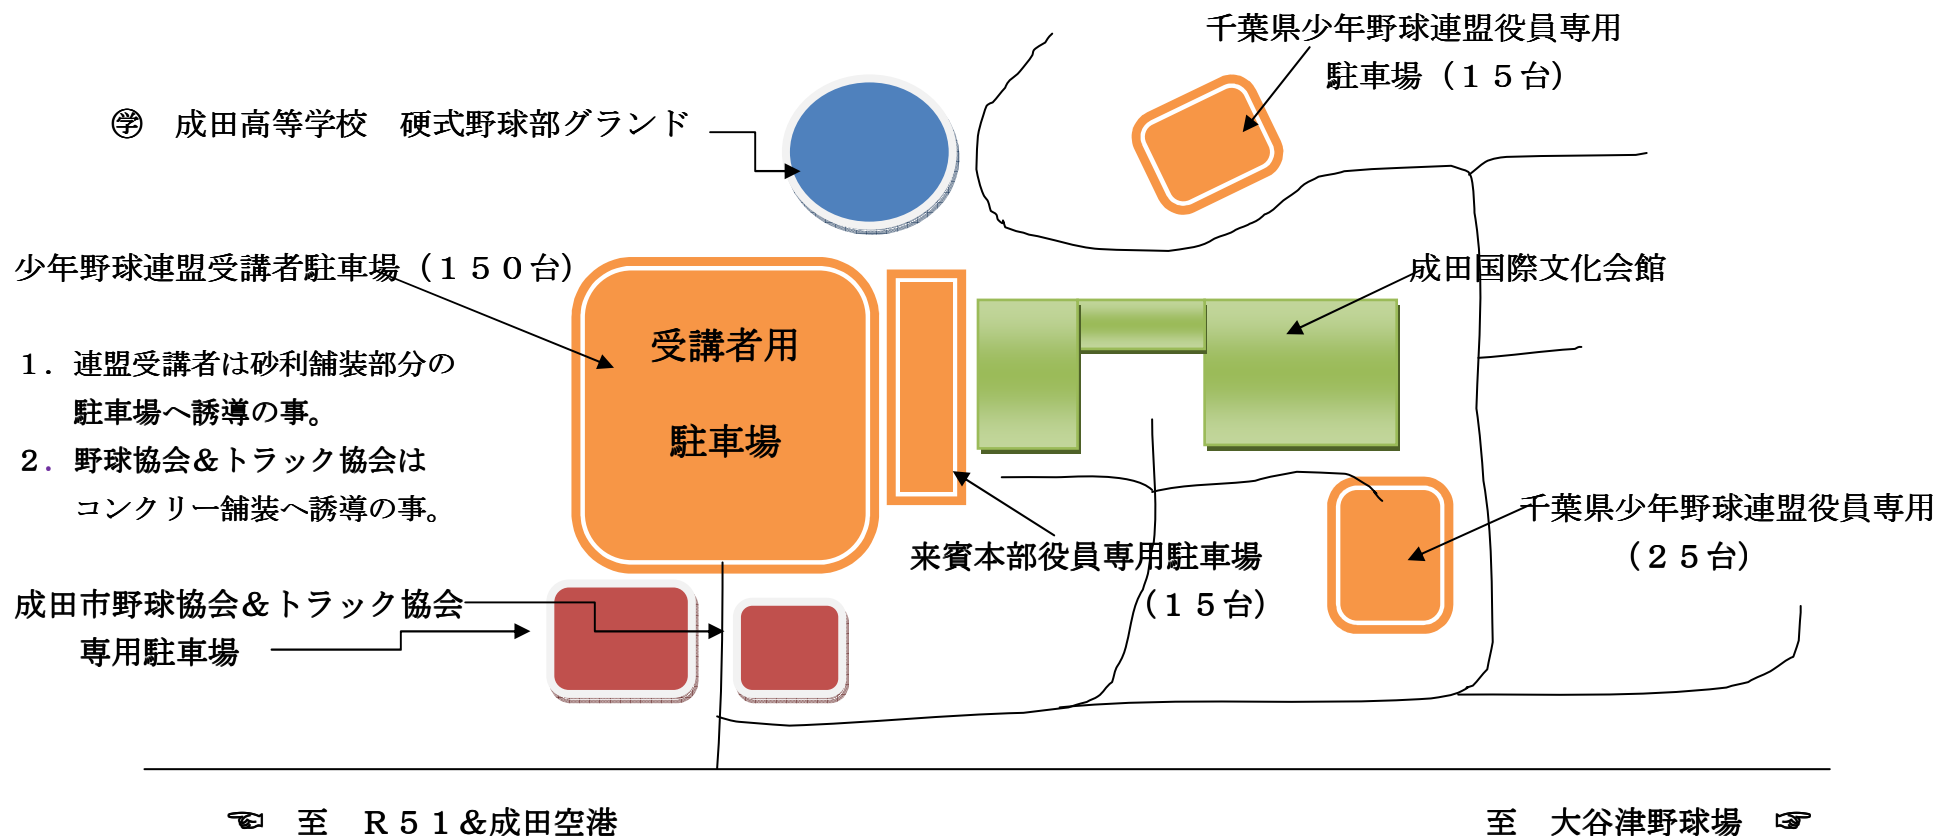 千葉県少年野球連盟役員専用
駐車場（１５台）
㊫　成田高等学校　硬式野球部グランド
少年野球連盟受講者駐車場（１５０台）
成田国際文化会館
受講者用
駐車場
１．連盟受講者は砂利舗装部分の
駐車場へ誘導の事。
２．野球協会＆トラック協会は
コンクリー舗装へ誘導の事。
千葉県少年野球連盟役員専用
（２５台）
来賓本部役員専用駐車場
（１５台）
成田市野球協会＆トラック協会
専用駐車場
☜　至　Ｒ５１＆成田空港
至　大谷津野球場　☞